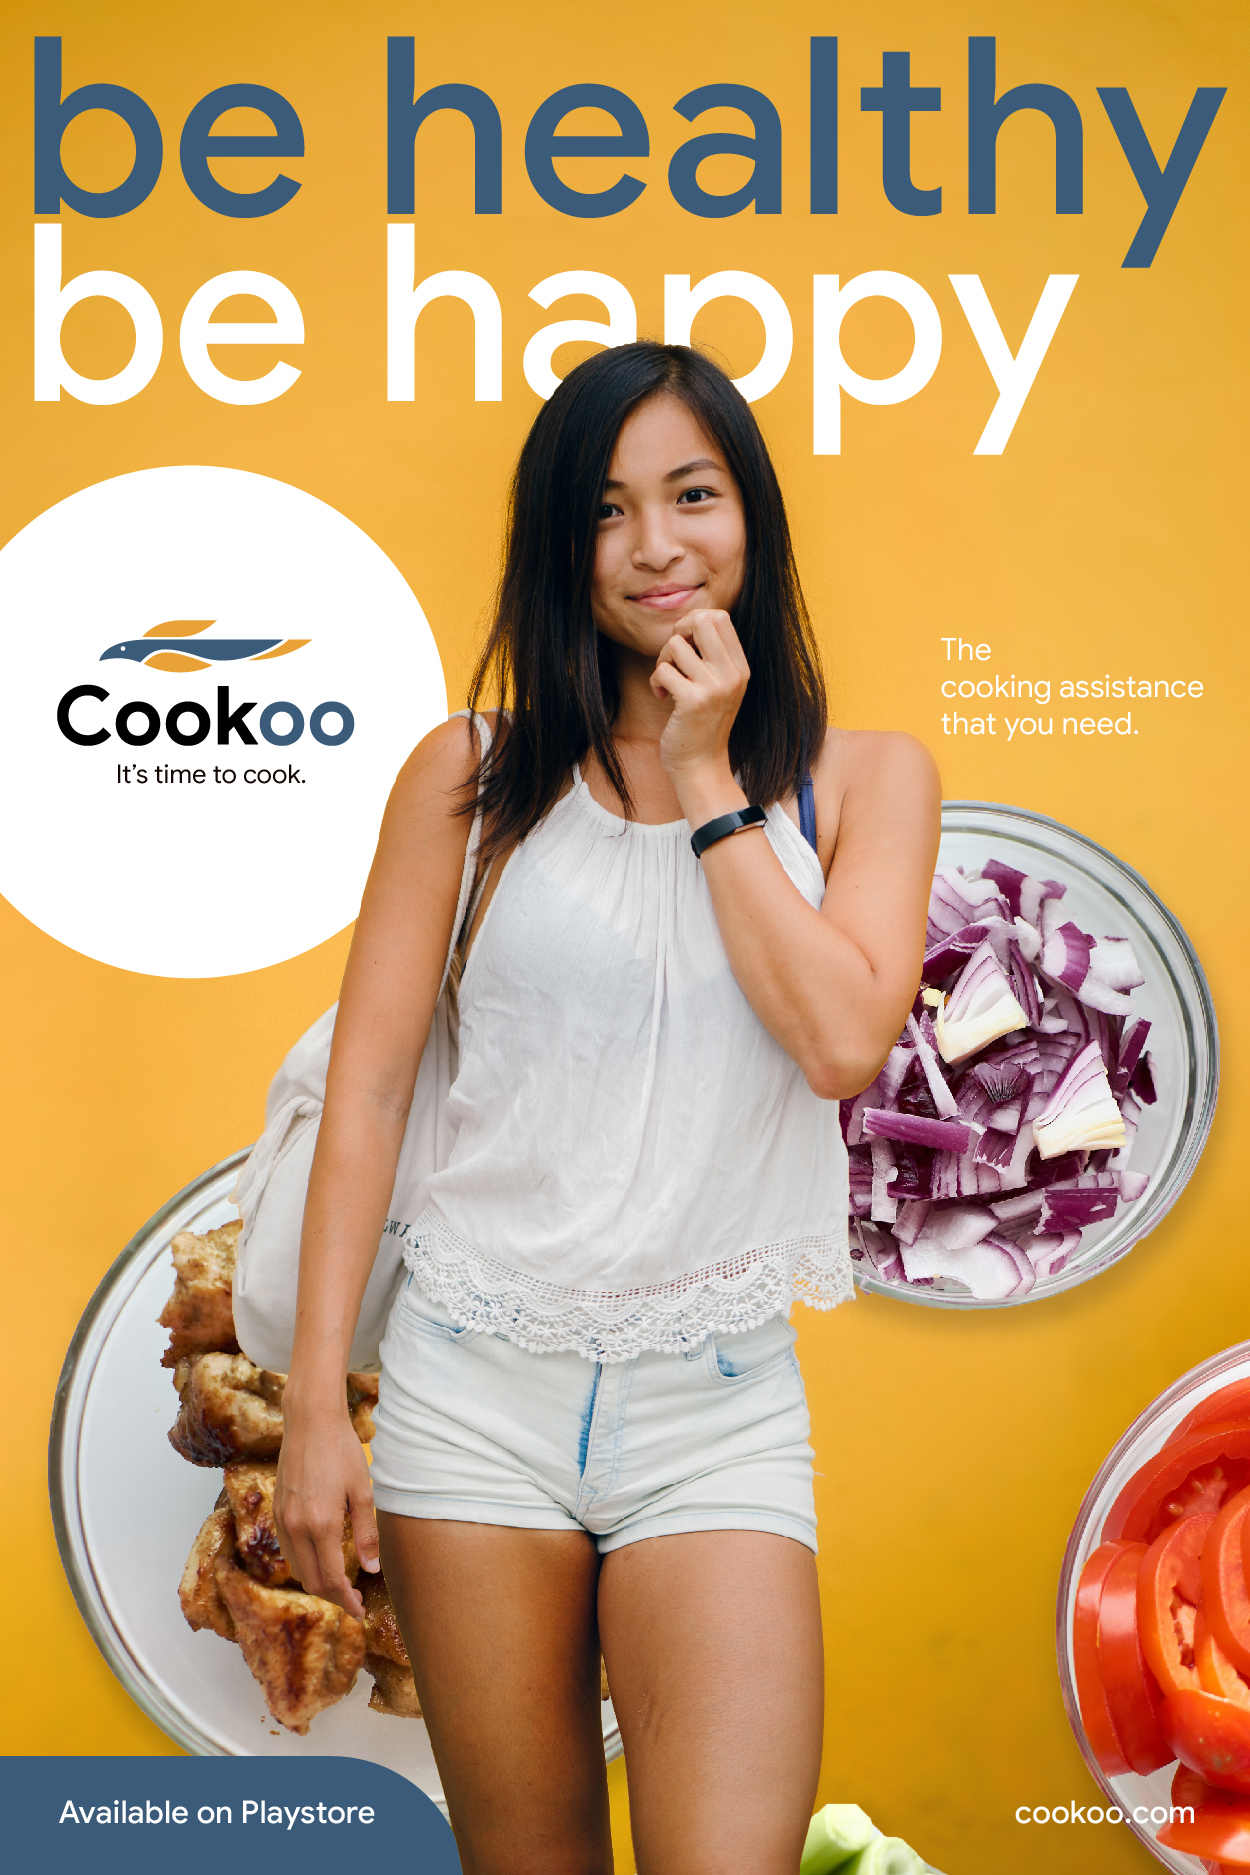 be healthy
be happy
Cookoo
It's time to cook.
The
cooking assistance
that you need.
Available on Playstore
cookoo.com